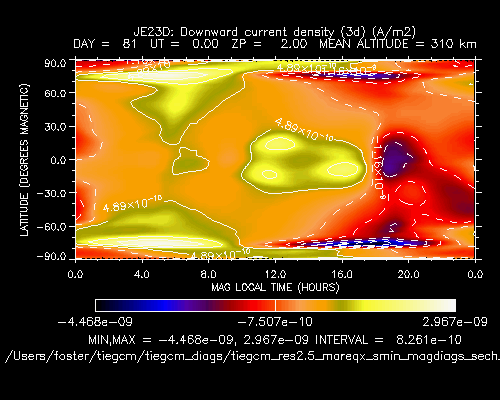 JE23D: Downward current density (3d) (A/m2)
DAY = 81 UT = 0.00 ZP = 2.00 MEAN ALTITUDE = 310 km
90.0
60.0
30.0
0.0
−30.0
−60.0
−90.0
LATITUDE (DEGREES MAGNETIC)
4.89×10⁻¹⁰
4.89×10⁻¹⁰
4.89×10⁻¹⁰
0.0 4.0 8.0 12.0 16.0 20.0 0.0
MAG LOCAL TIME (HOURS)
−4.468e−09 −7.507e−10 2.967e−09
MIN,MAX = −4.468e−09, 2.967e−09 INTERVAL = 8.261e−10
/Users/foster/tiegcm/tiegcm_diags/tiegcm_res2.5_mareqx_smin_magdiags_sech.